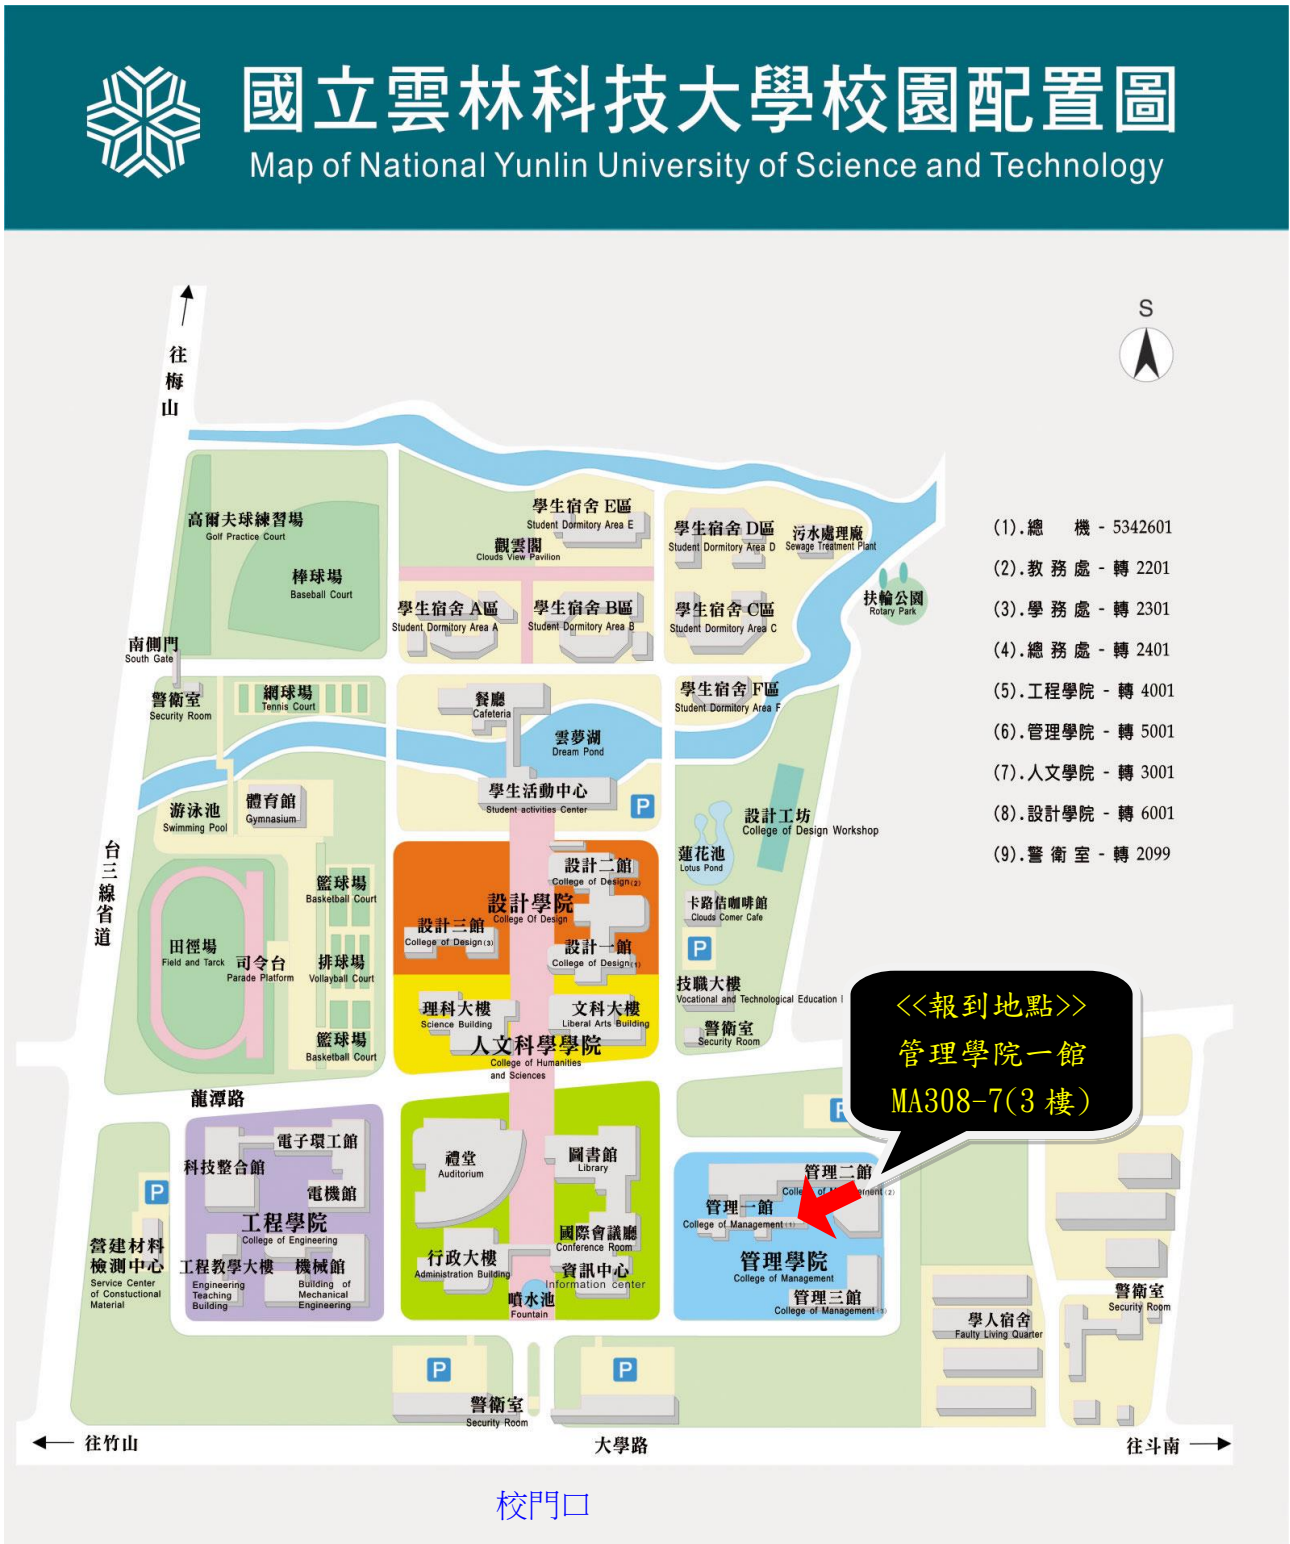 國立雲林科技大學校園配置圖
Map of National Yunlin University of Science and Technology
S
往梅山
高爾夫球練習場
Golf Practice Court
棒球場
Baseball Court
學生宿舍 E區
Student Dormitory Area E
觀雲閣
Clouds View Pavilion
學生宿舍 D區
Student Dormitory Area D
污水處理廠
Sewage Treatment Plant
學生宿舍 A區
Student Dormitory Area A
學生宿舍 B區
Student Dormitory Area B
學生宿舍 C區
Student Dormitory Area C
扶輪公園
Rotary Park
(1).總 機 - 5342601
(2).教 務 處 - 轉 2201
(3).學 務 處 - 轉 2301
(4).總 務 處 - 轉 2401
(5).工程學院 - 轉 4001
(6).管理學院 - 轉 5001
(7).人文學院 - 轉 3001
(8).設計學院 - 轉 6001
(9).警 衛 室 - 轉 2099
南側門
South Gate
警衛室
Security Room
網球場
Tennis Court
餐廳
Cafeteria
學生宿舍 F區
Student Dormitory Area F
雲夢湖
Dream Pond
學生活動中心
Student activities Center
P
游泳池
Swimming Pool
體育館
Gymnasium
設計工坊
College of Design Workshop
蓮花池
Lotus Pond
台三線省道
籃球場
Basketball Court
設計二館
College of Design(2)
設計學院
College Of Design
設計三館
College of Design(3)
設計一館
College of Design(1)
卡路佶咖啡館
Clouds Corner Cafe
P
田徑場
Field and Tarck
司令台
Parade Platform
排球場
Vollayball Court
技職大樓
Vocational and Technological Education
理科大樓
Science Building
文科大樓
Liberal Arts Building
警衛室
Security Room
籃球場
Basketball Court
人文科學學院
College of Humanities
and Sciences
<<報到地點>>
管理學院一館
MA308-7(3 樓)
龍潭路
P
電子環工館
科技整合館
電機館
工程學院
College of Engineering
工程教學大樓
Engineering
Teaching
Building
機械館
Building of
Mechanical
Engineering
P
營建材料
檢測中心
Service Center
of Constuctional
Material
禮堂
Auditorium
圖書館
Library
國際會議廳
Conference Room
行政大樓
Administration Building
資訊中心
Information center
噴水池
Fountain
管理二館
College of Management(2)
管理一館
College of Management(1)
管理學院
College of Management
管理三館
College of Management(3)
學人宿舍
Faulty Living Quarter
警衛室
Security Room
P
P
警衛室
Security Room
往竹山
大學路
往斗南
校門口